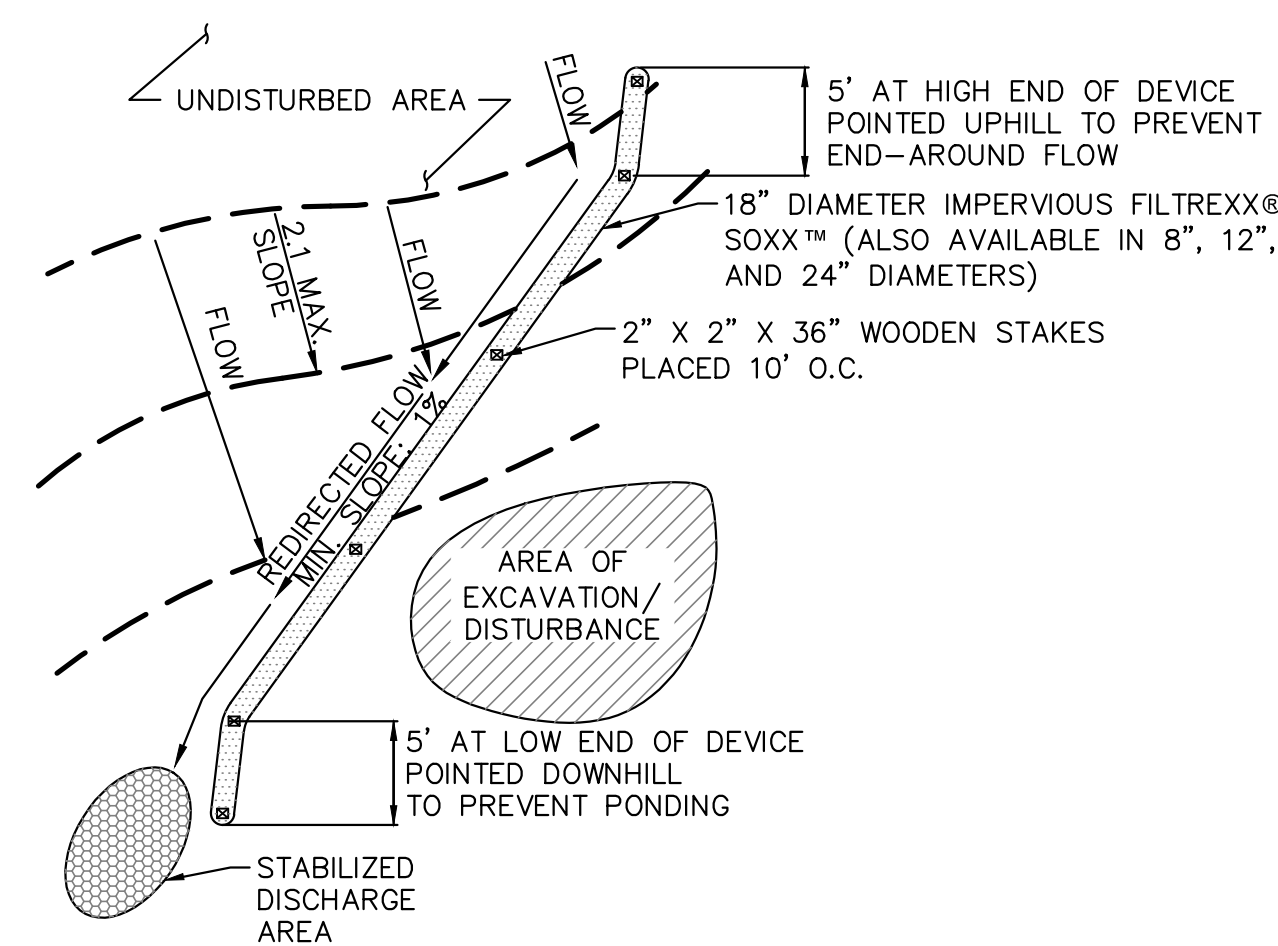 UNDISTURBED AREA
FLOW
5' AT HIGH END OF DEVICE
POINTED UPHILL TO PREVENT
END-AROUND FLOW
18" DIAMETER IMPERVIOUS FILTREXX®
SOXX™ (ALSO AVAILABLE IN 8", 12",
AND 24" DIAMETERS)
2.1 MAX.
SLOPE
FLOW
FLOW
2" X 2" X 36" WOODEN STAKES
PLACED 10' O.C.
REDIRECTED FLOW
MIN. SLOPE: 1%
AREA OF
EXCAVATION/
DISTURBANCE
5' AT LOW END OF DEVICE
POINTED DOWNHILL
TO PREVENT PONDING
STABILIZED
DISCHARGE
AREA